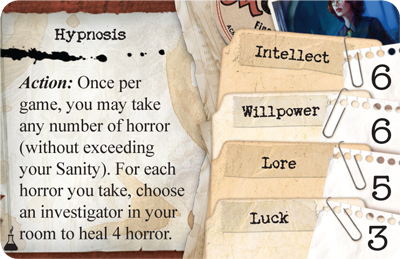 Hypnosis
Action: Once per
game, you may take
any number of horror
(without exceeding
your Sanity). For each
horror you take, choose
an investigator in your
room to heal 4 horror.
Intellect 6
Willpower 6
Lore 5
Luck 3